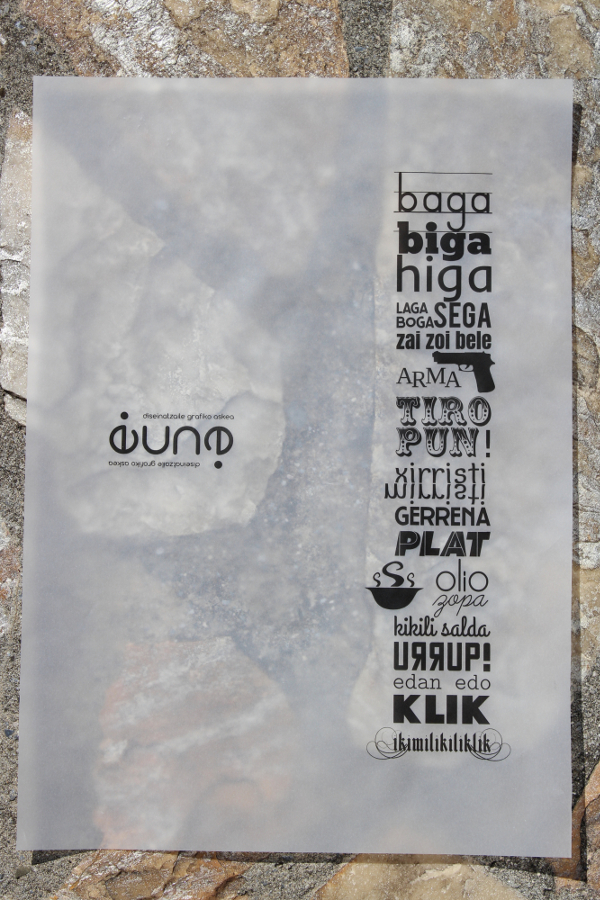 diseinatzaile grafiko askea
eune
diseinatzaile grafiko askea
baga
biga
higa
LAGA
BOGA SEGA
zai zoi bele
ARMA
TIRO
PUN!
xirristi
mirristi
GERRENA
PLAT
olio
zopa
kikili salda
URRUP!
edan edo
KLIK
ikimilikiliklik